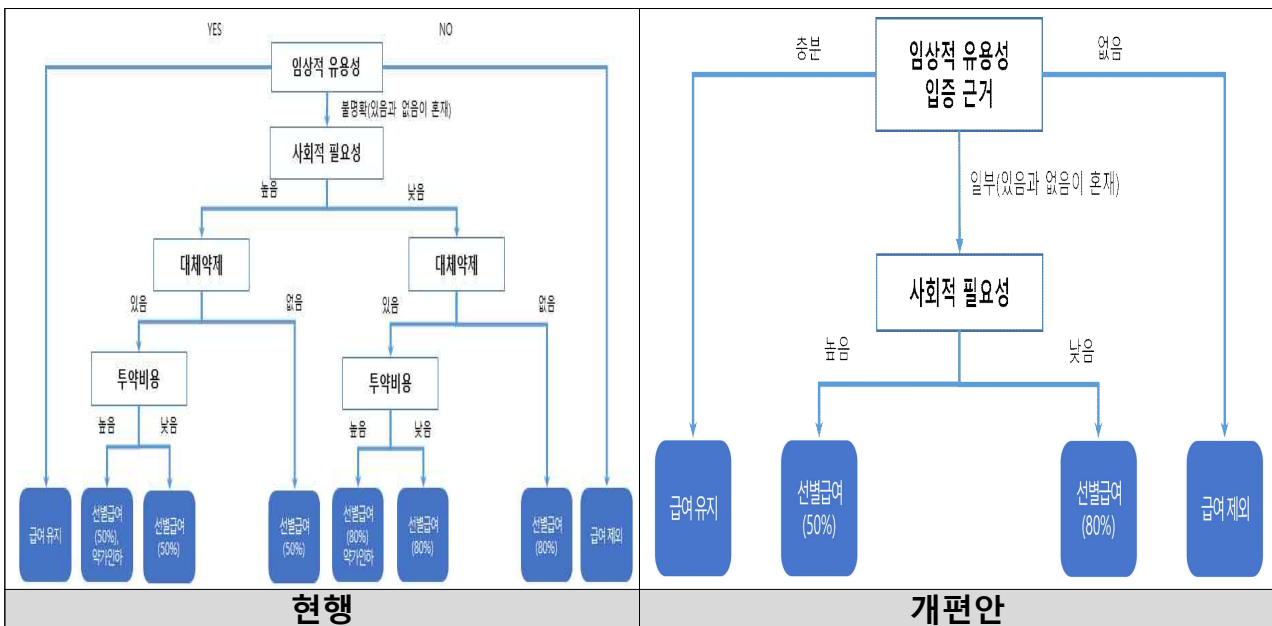 YES
NO
임상적 유용성
불명확(있음과 없음이 혼재)
사회적 필요성
높음
낮음
대체약제
대체약제
있음
없음
있음
없음
투약비용
투약비용
높음
낮음
높음
낮음
급여 유지
선별급여
(50%),
약가인하
선별급여
(50%)
선별급여
(50%)
선별급여
(80%)
약가인하
선별급여
(80%)
선별급여
(80%)
급여 제외
현행
충분
없음
임상적 유용성
입증 근거
일부(있음과 없음이 혼재)
사회적 필요성
높음
낮음
급여 유지
선별급여
(50%)
선별급여
(80%)
급여 제외
개편안